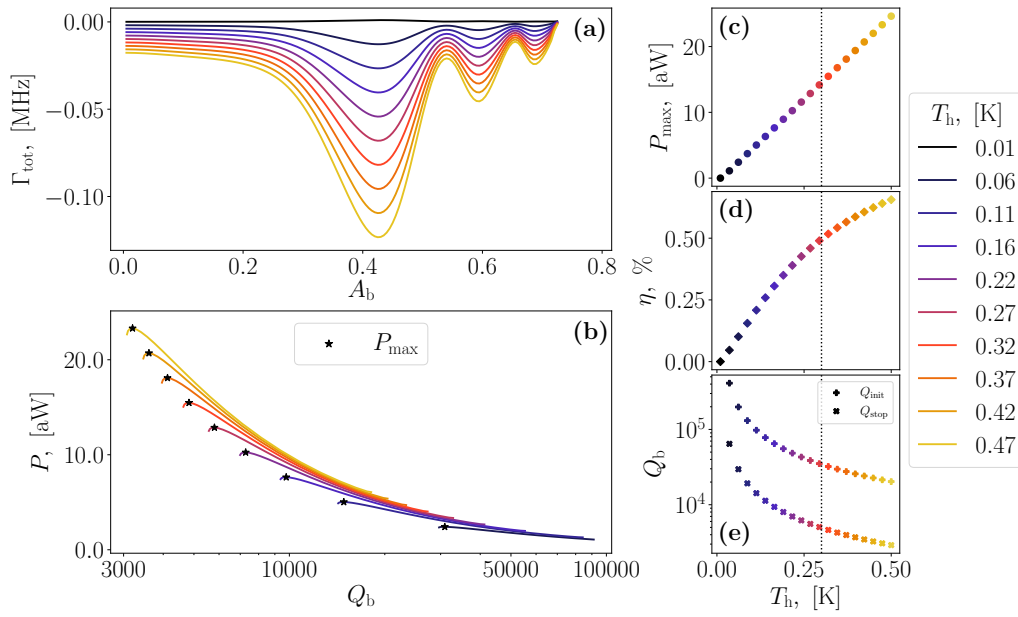 0.00
−0.05
−0.10
Γtot, [MHz]
(a)
0.0 0.2 0.4 0.6 0.8
Ab
20.0
10.0
0.0
P, [aW]
(b)
Pmax
3000 10000 50000 100000
Qb
(c)
20
10
0
Pmax, [aW]
(d)
0.50
0.25
0.00
η, %
Qinit
Qstop
10^5
10^4
Qb
(e)
0.00 0.25 0.50
Th, [K]
Th, [K]
0.01
0.06
0.11
0.16
0.22
0.27
0.32
0.37
0.42
0.47